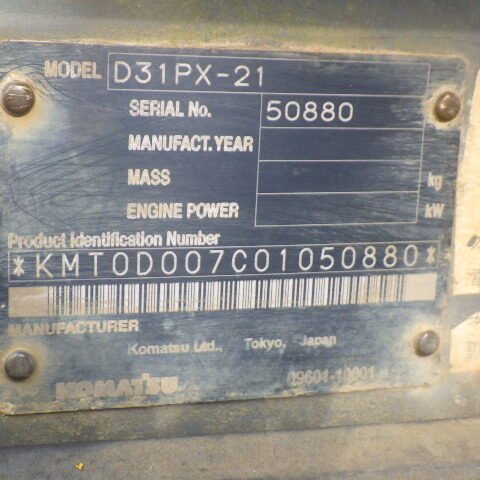 MODEL D31PX-21
SERIAL No. 50880
MANUFACT. YEAR
MASS kg
ENGINE POWER kW
Product Identification Number
*KMT0D007C01050880*
MANUFACTURER
Komatsu Ltd., Tokyo, Japan
KOMATSU